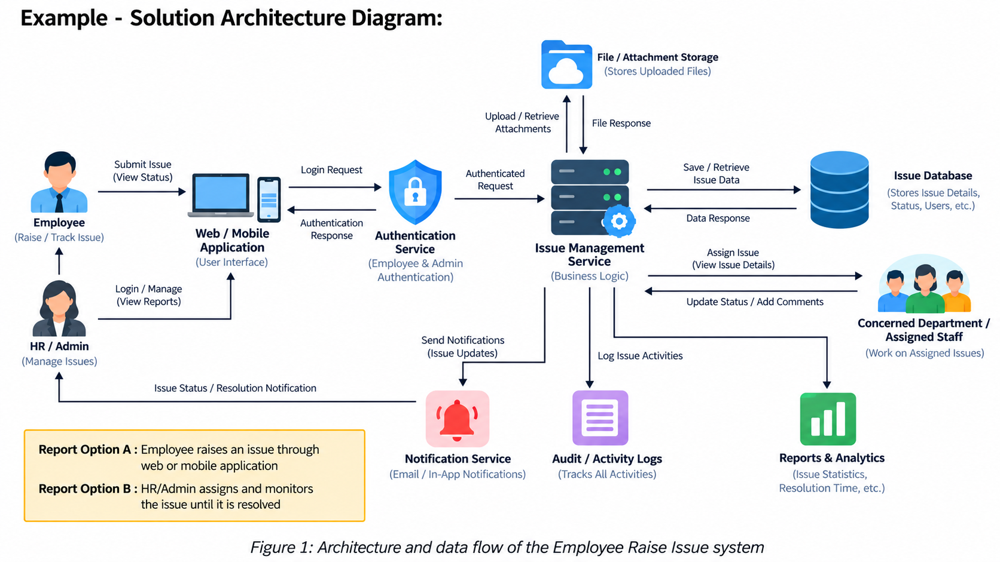 Example - Solution Architecture Diagram:
File / Attachment Storage
(Stores Uploaded Files)
Upload / Retrieve
Attachments
File Response
Submit Issue
(View Status)
Login Request
Authenticated
Request
Save / Retrieve
Issue Data
Issue Database
(Stores Issue Details,
Status, Users, etc.)
Employee
(Raise / Track Issue)
Web / Mobile
Application
(User Interface)
Authentication
Response
Authentication
Service
(Employee & Admin
Authentication)
Issue Management
Service
(Business Logic)
Data Response
Assign Issue
(View Issue Details)
Update Status / Add Comments
Concerned Department /
Assigned Staff
(Work on Assigned Issues)
Login / Manage
(View Reports)
HR / Admin
(Manage Issues)
Send Notifications
(Issue Updates)
Log Issue Activities
Issue Status / Resolution Notification
Notification Service
(Email / In-App Notifications)
Audit / Activity Logs
(Tracks All Activities)
Reports & Analytics
(Issue Statistics,
Resolution Time, etc.)
Report Option A : Employee raises an issue through
web or mobile application
Report Option B : HR/Admin assigns and monitors
the issue until it is resolved
Figure 1: Architecture and data flow of the Employee Raise Issue system